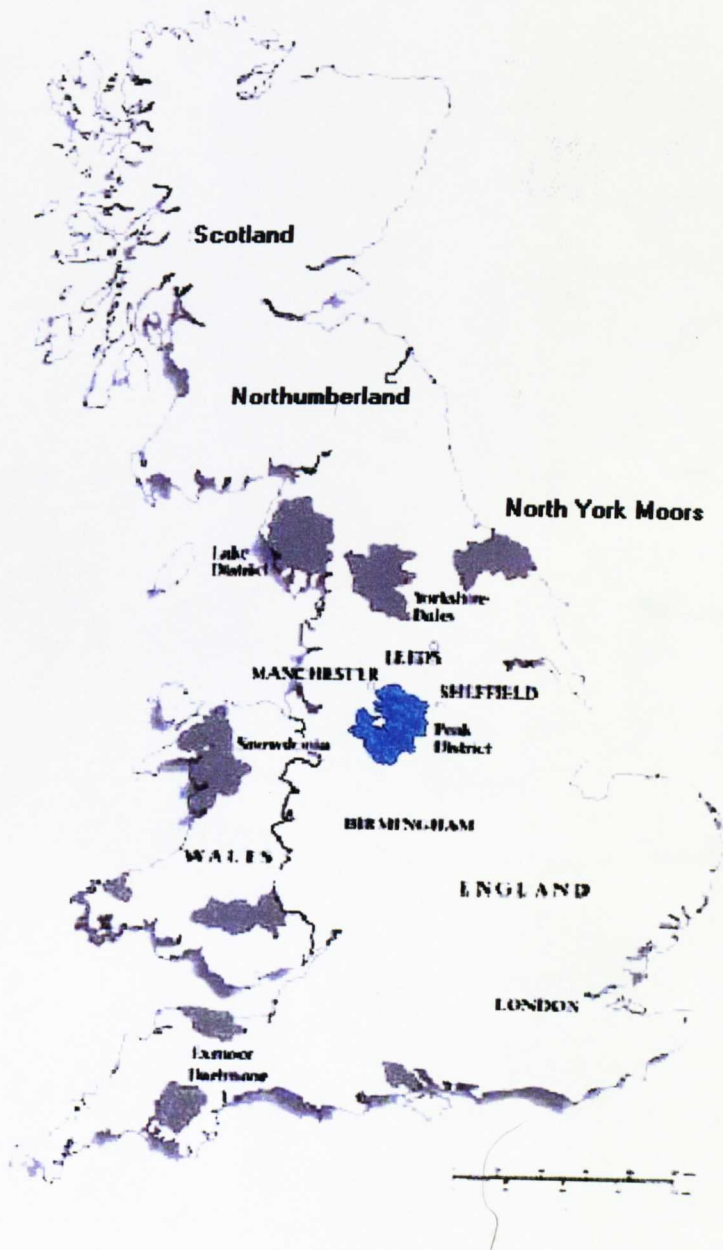 Scotland
Northumberland
North York Moors
Lake
District
Yorkshire
Dales
LEEDS
MANCHESTER
SHEFFIELD
Peak
District
Snowdonia
BIRMINGHAM
WALES
ENGLAND
LONDON
Exmoor
Dartmoor